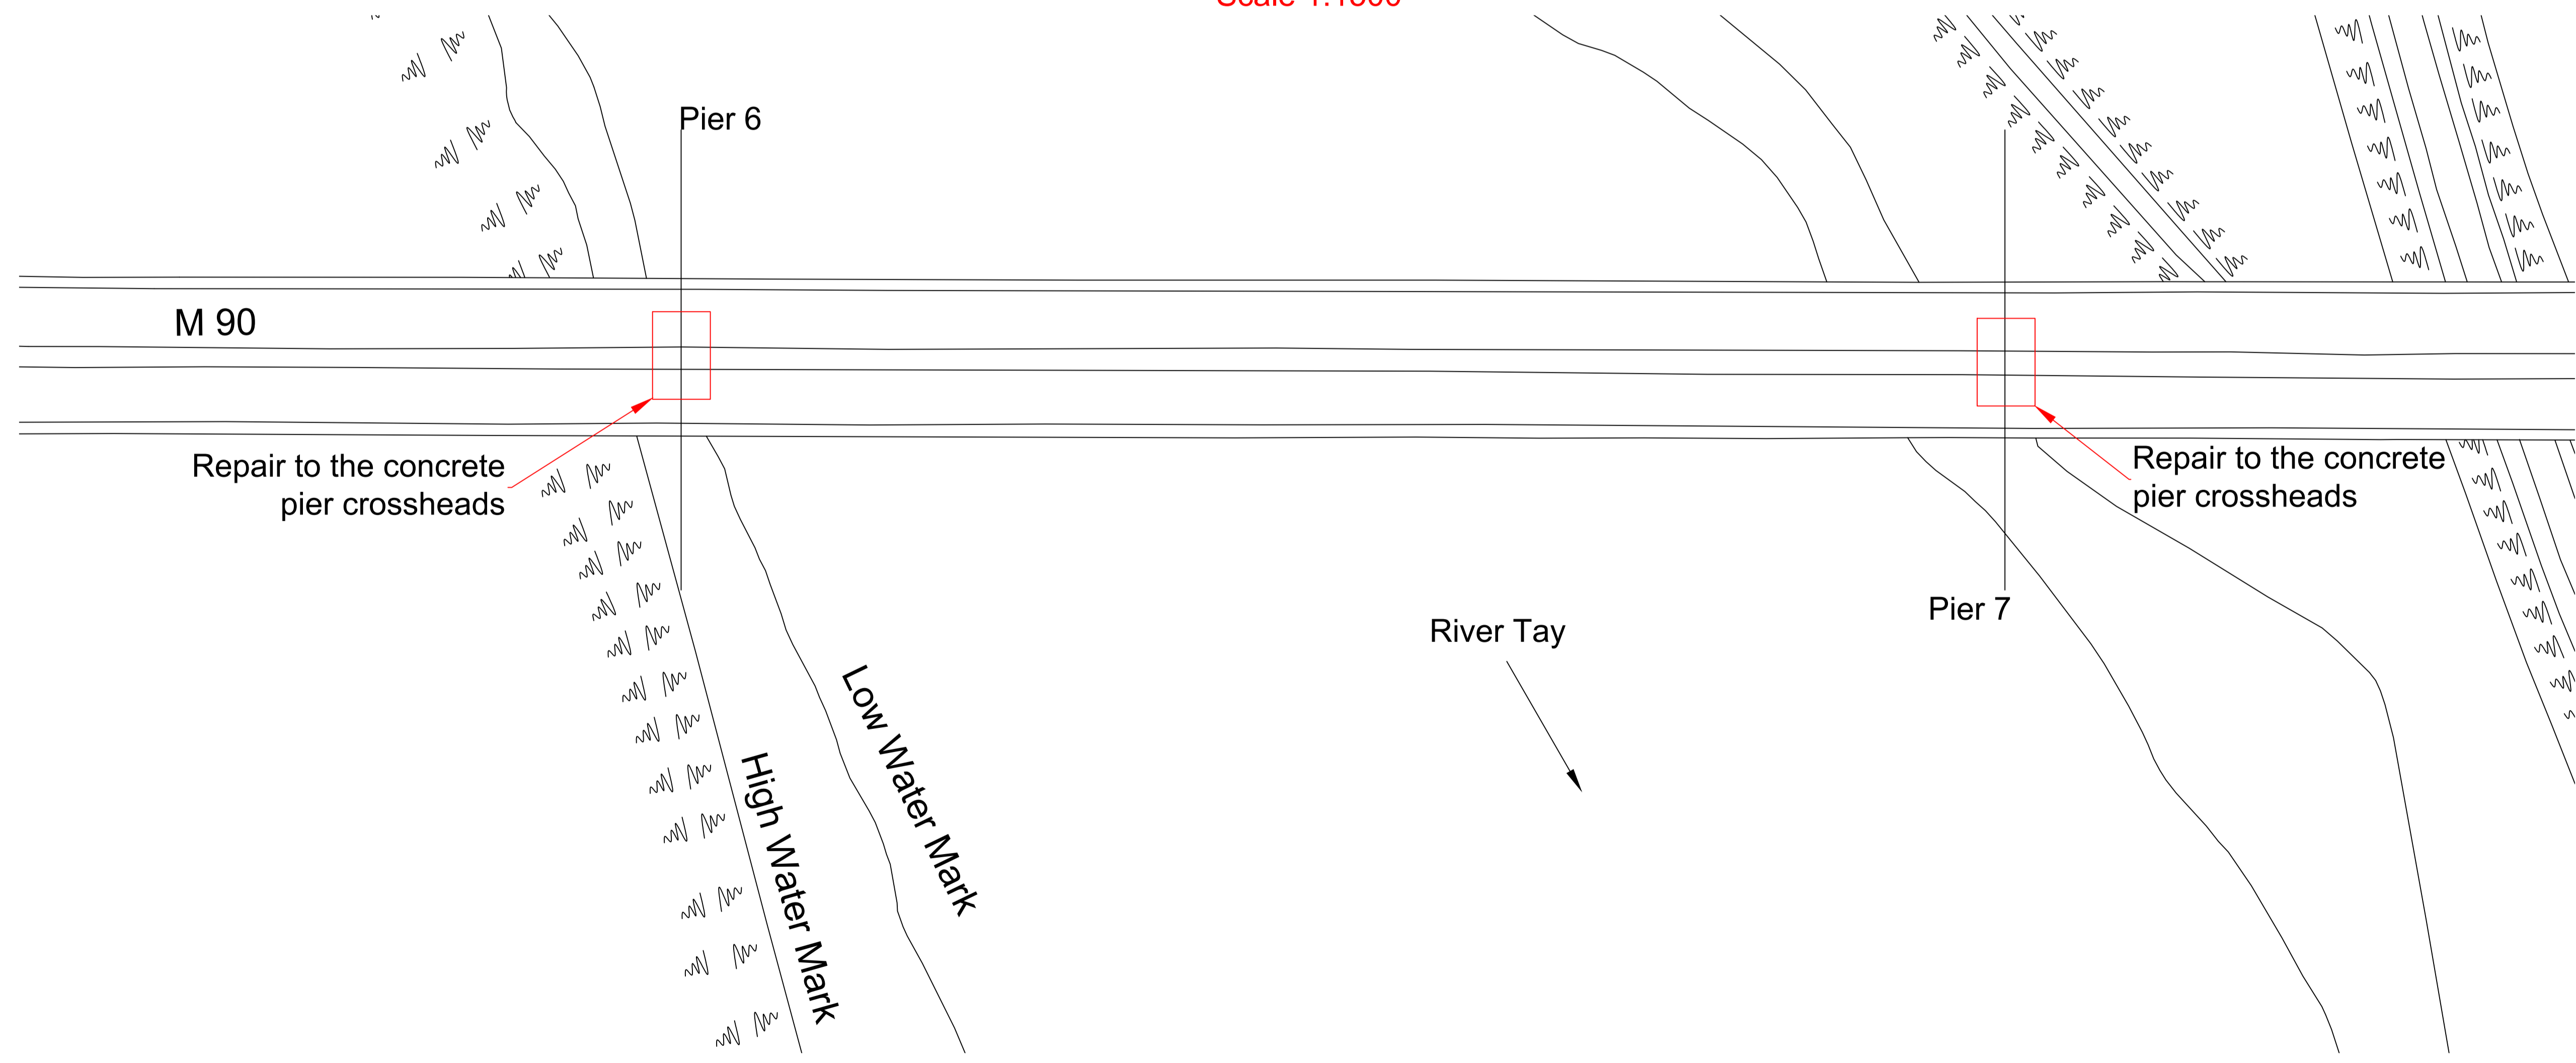 Pier 6
M 90
Repair to the concrete
pier crossheads
Repair to the concrete
pier crossheads
Pier 7
River Tay
Low Water Mark
High Water Mark